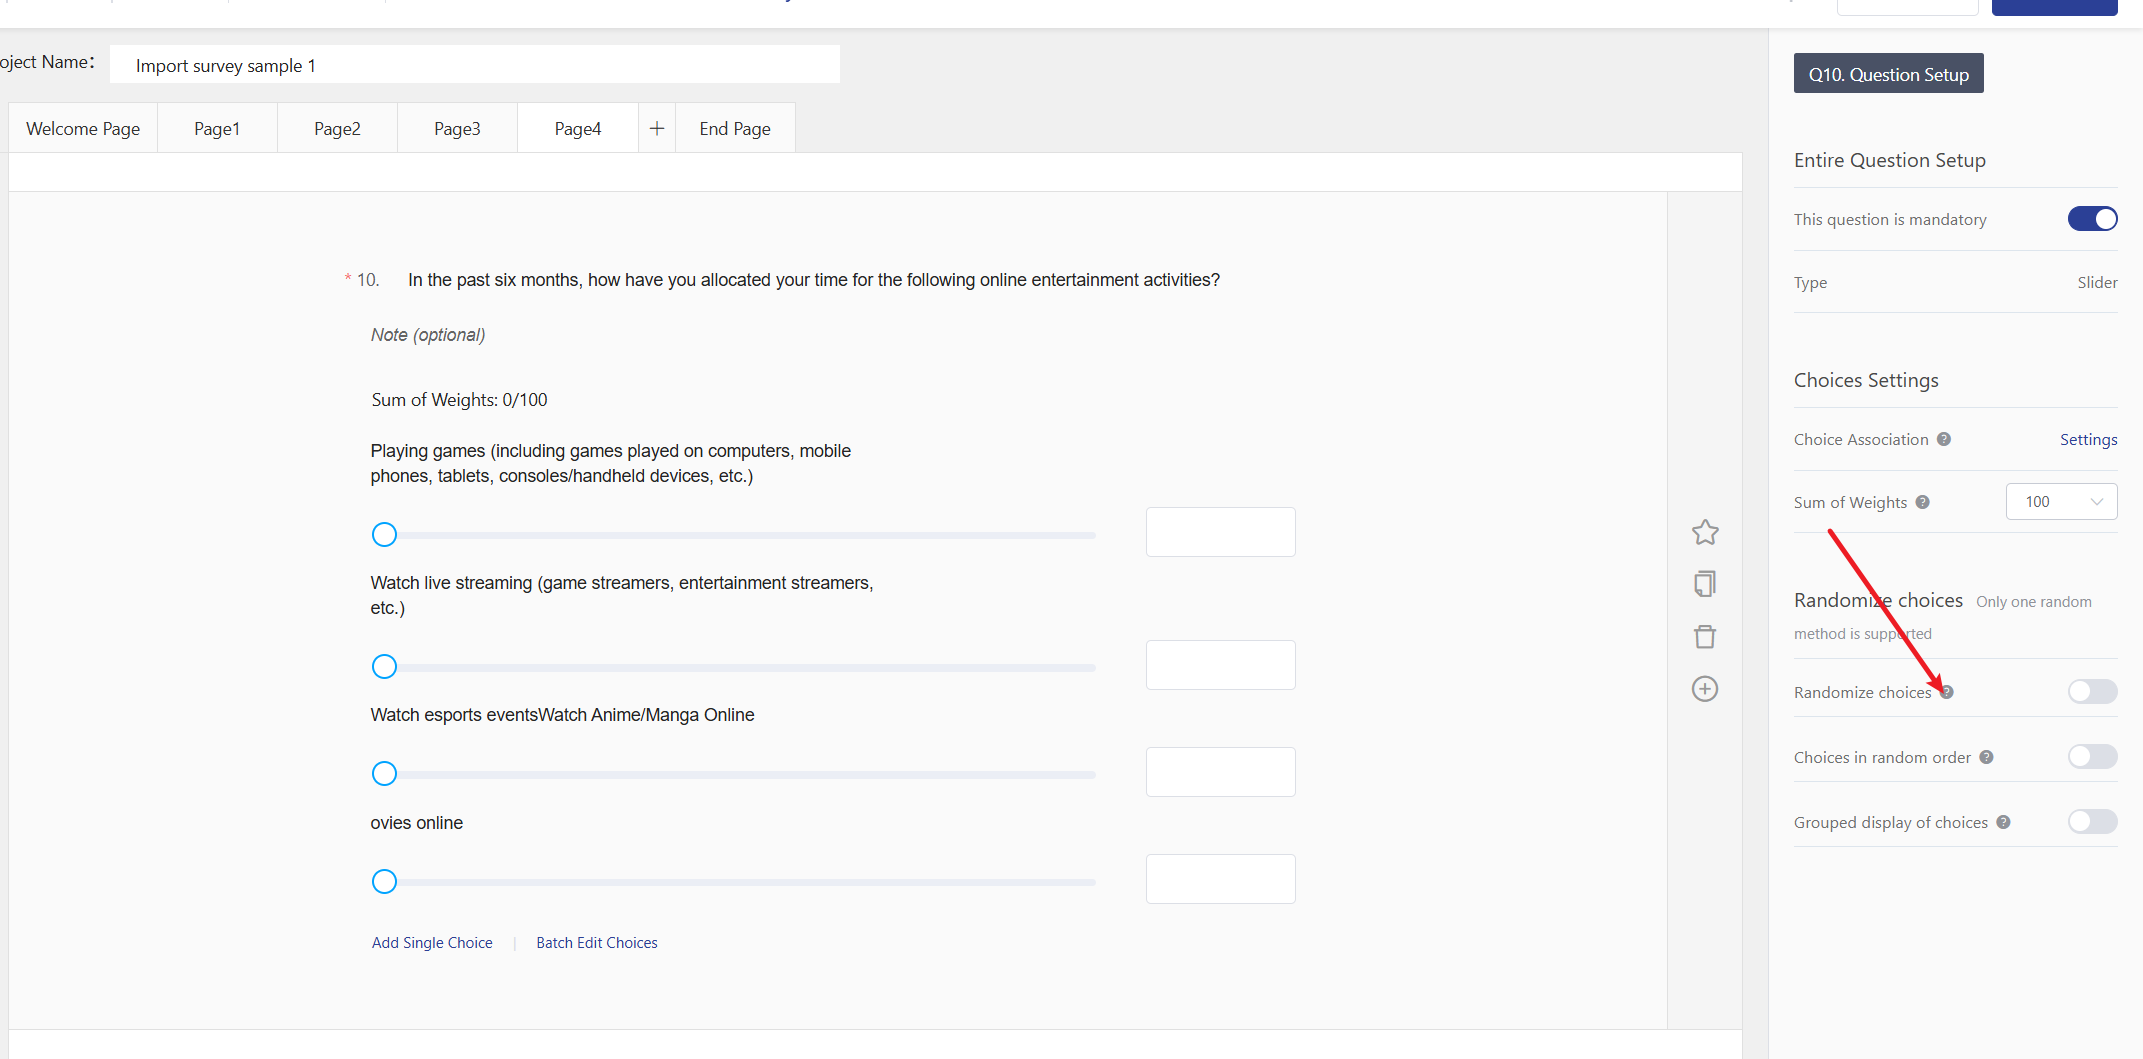 oject Name：
Import survey sample 1
Welcome Page
Page1
Page2
Page3
Page4
+
End Page
* 10. In the past six months, how have you allocated your time for the following online entertainment activities?
Note (optional)
Sum of Weights: 0/100
Playing games (including games played on computers, mobile
phones, tablets, consoles/handheld devices, etc.)
Watch live streaming (game streamers, entertainment streamers,
etc.)
Watch esports eventsWatch Anime/Manga Online
ovies online
Add Single Choice | Batch Edit Choices
Q10. Question Setup
Entire Question Setup
This question is mandatory
Type Slider
Choices Settings
Choice Association ? Settings
Sum of Weights ? 100
Randomize choices Only one random
method is supported
Randomize choices ?
Choices in random order ?
Grouped display of choices ?